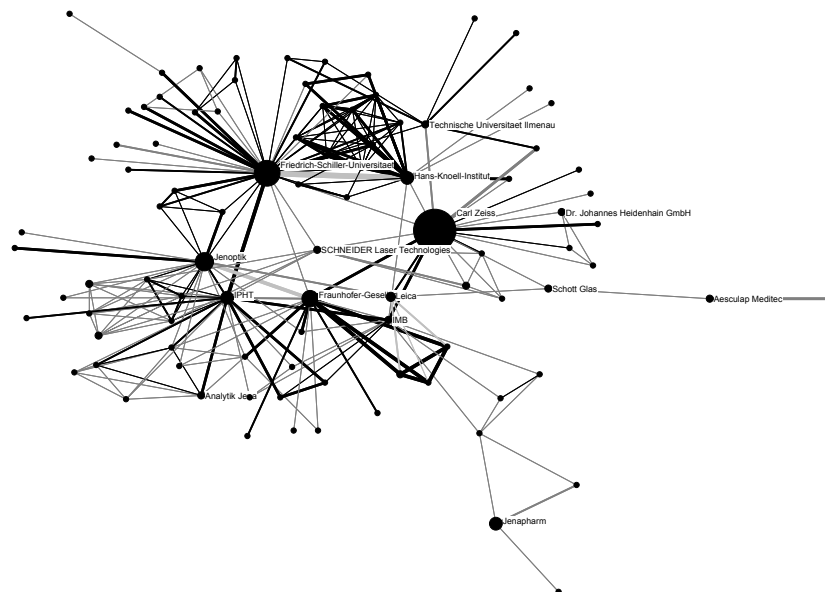 Technische Universitaet Ilmenau
Friedrich-Schiller-Universitaet
Hans-Knoell-Institut
Carl Zeiss
Dr. Johannes Heidenhain GmbH
SCHNEIDER Laser Technologies
Jenoptik
Schott Glas
IPHT
Fraunhofer-Gesel
Leica
Aesculap Meditec
IMB
Analytik Jena
Jenapharm